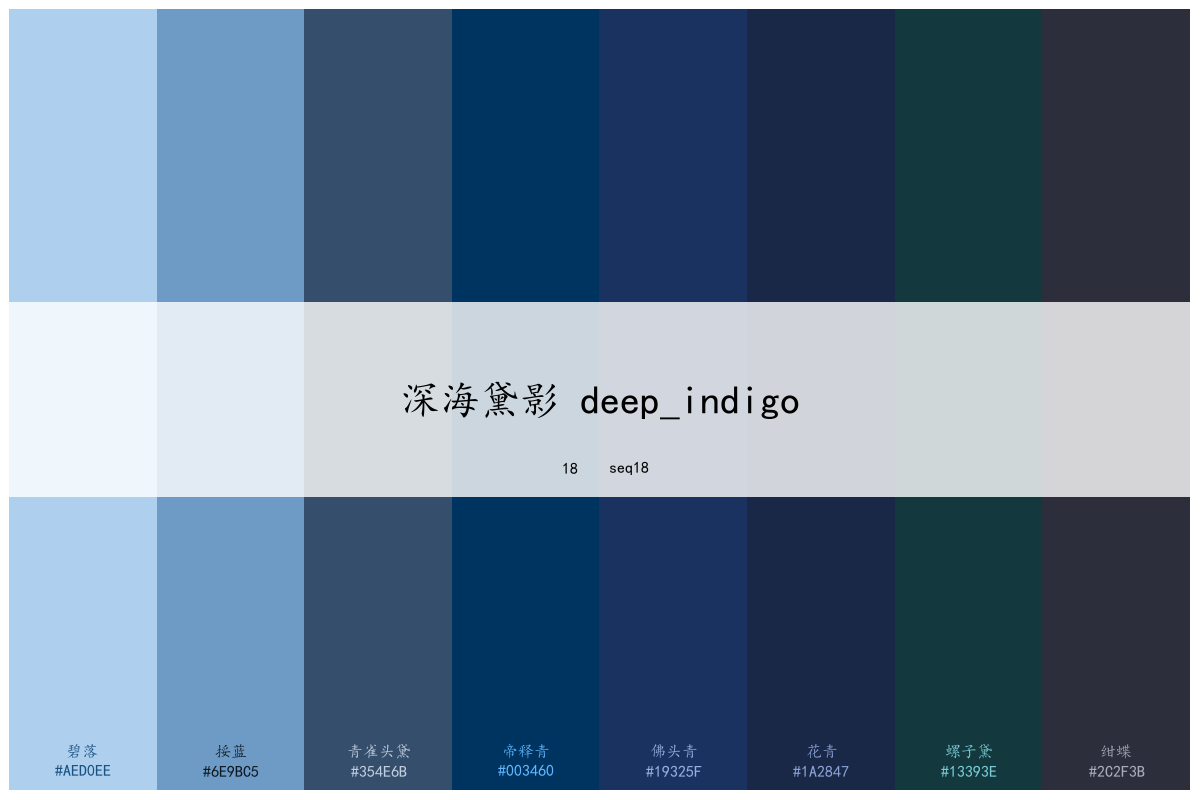 深海黛影 deep_indigo
18 seq18
碧落
#AED0EE
挼蓝
#6E9BC5
青雀头黛
#354E6B
帝释青
#003460
佛头青
#19325F
花青
#1A2847
螺子黛
#13393E
绀蝶
#2C2F3B